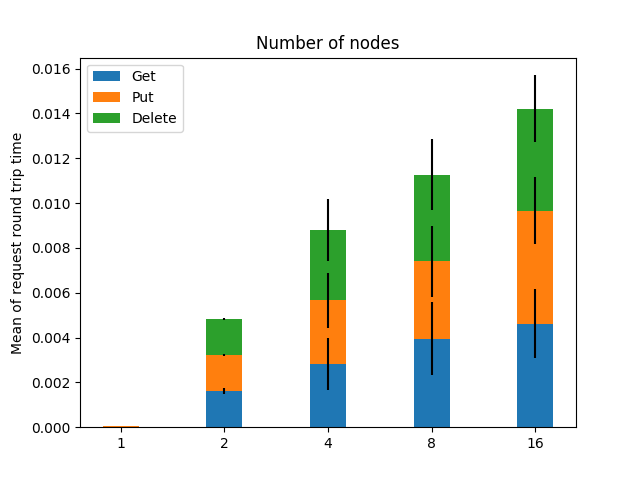 Number of nodes
Mean of request round trip time
0.016
0.014
0.012
0.010
0.008
0.006
0.004
0.002
0.000
Get
Put
Delete
1 2 4 8 16